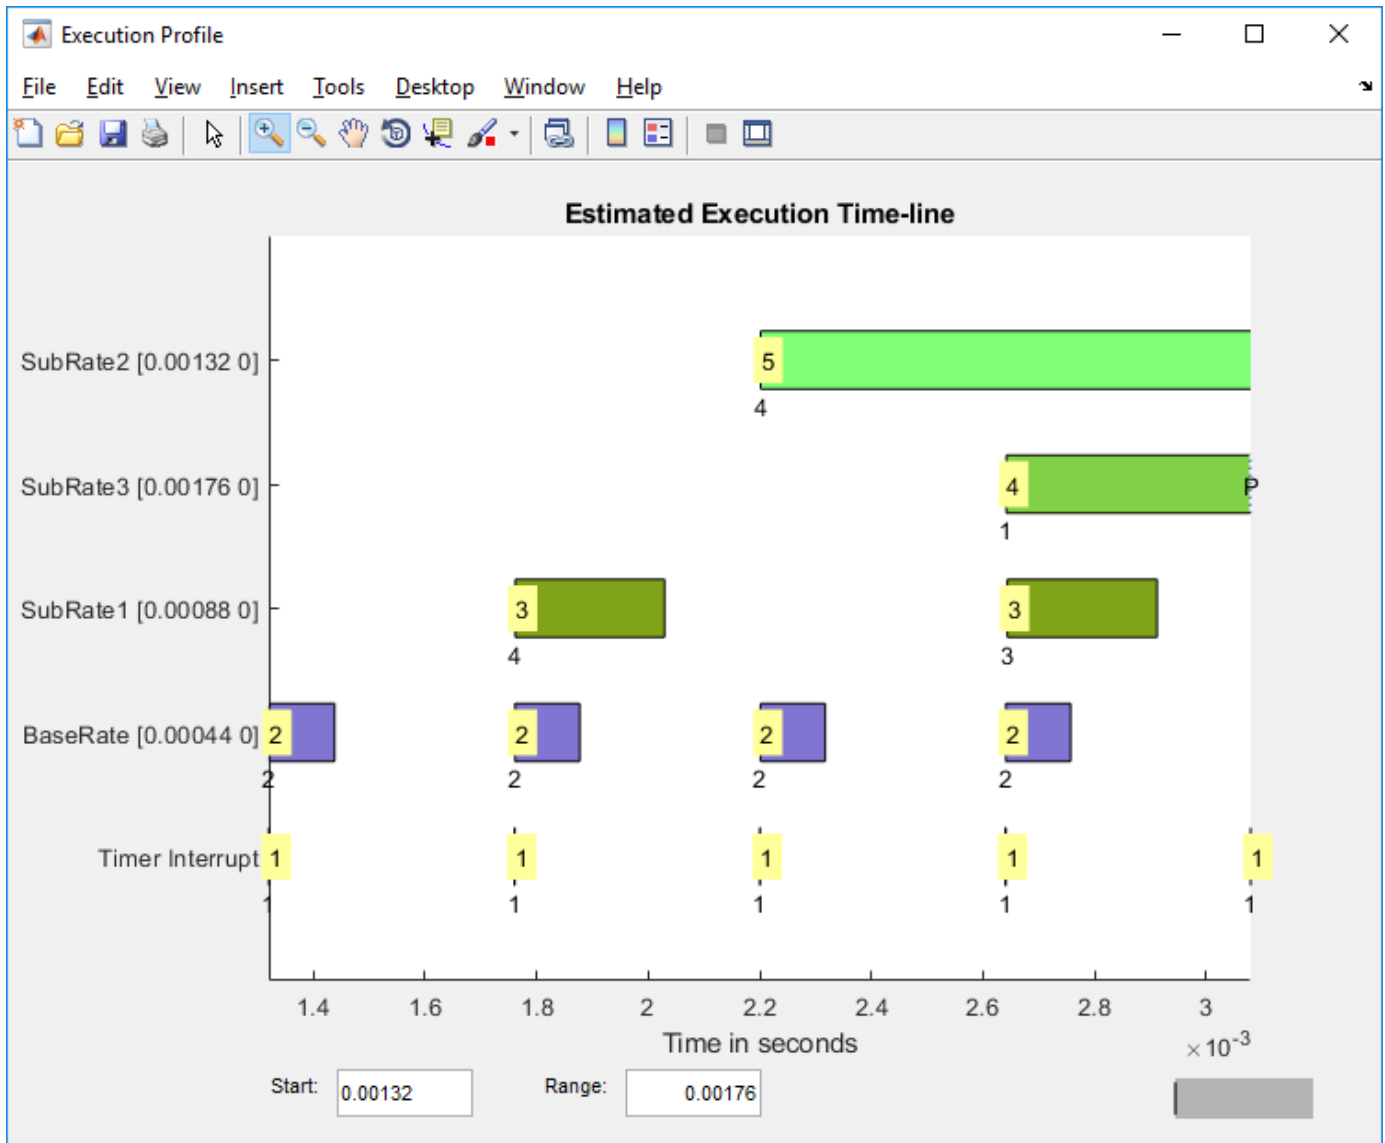 Execution Profile
File Edit View Insert Tools Desktop Window Help
Estimated Execution Time-line
SubRate2 [0.00132 0]
5
4
SubRate3 [0.00176 0]
4 P
1
SubRate1 [0.00088 0]
3 3
4 3
BaseRate [0.00044 0]
2 2 2 2
2 2 2 2
Timer Interrupt
1 1 1 1 1
1 1 1 1 1
1.4 1.6 1.8 2 2.2 2.4 2.6 2.8 3
Time in seconds
×10-3
Start: 0.00132 Range: 0.00176